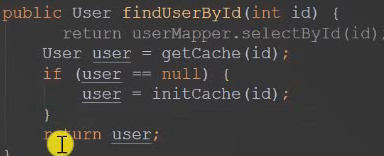 public User findUserById(int id) {
return userMapper.selectById(id)
User user = getCache(id);
if (user == null) {
user = initCache(id);
}
return user;
}